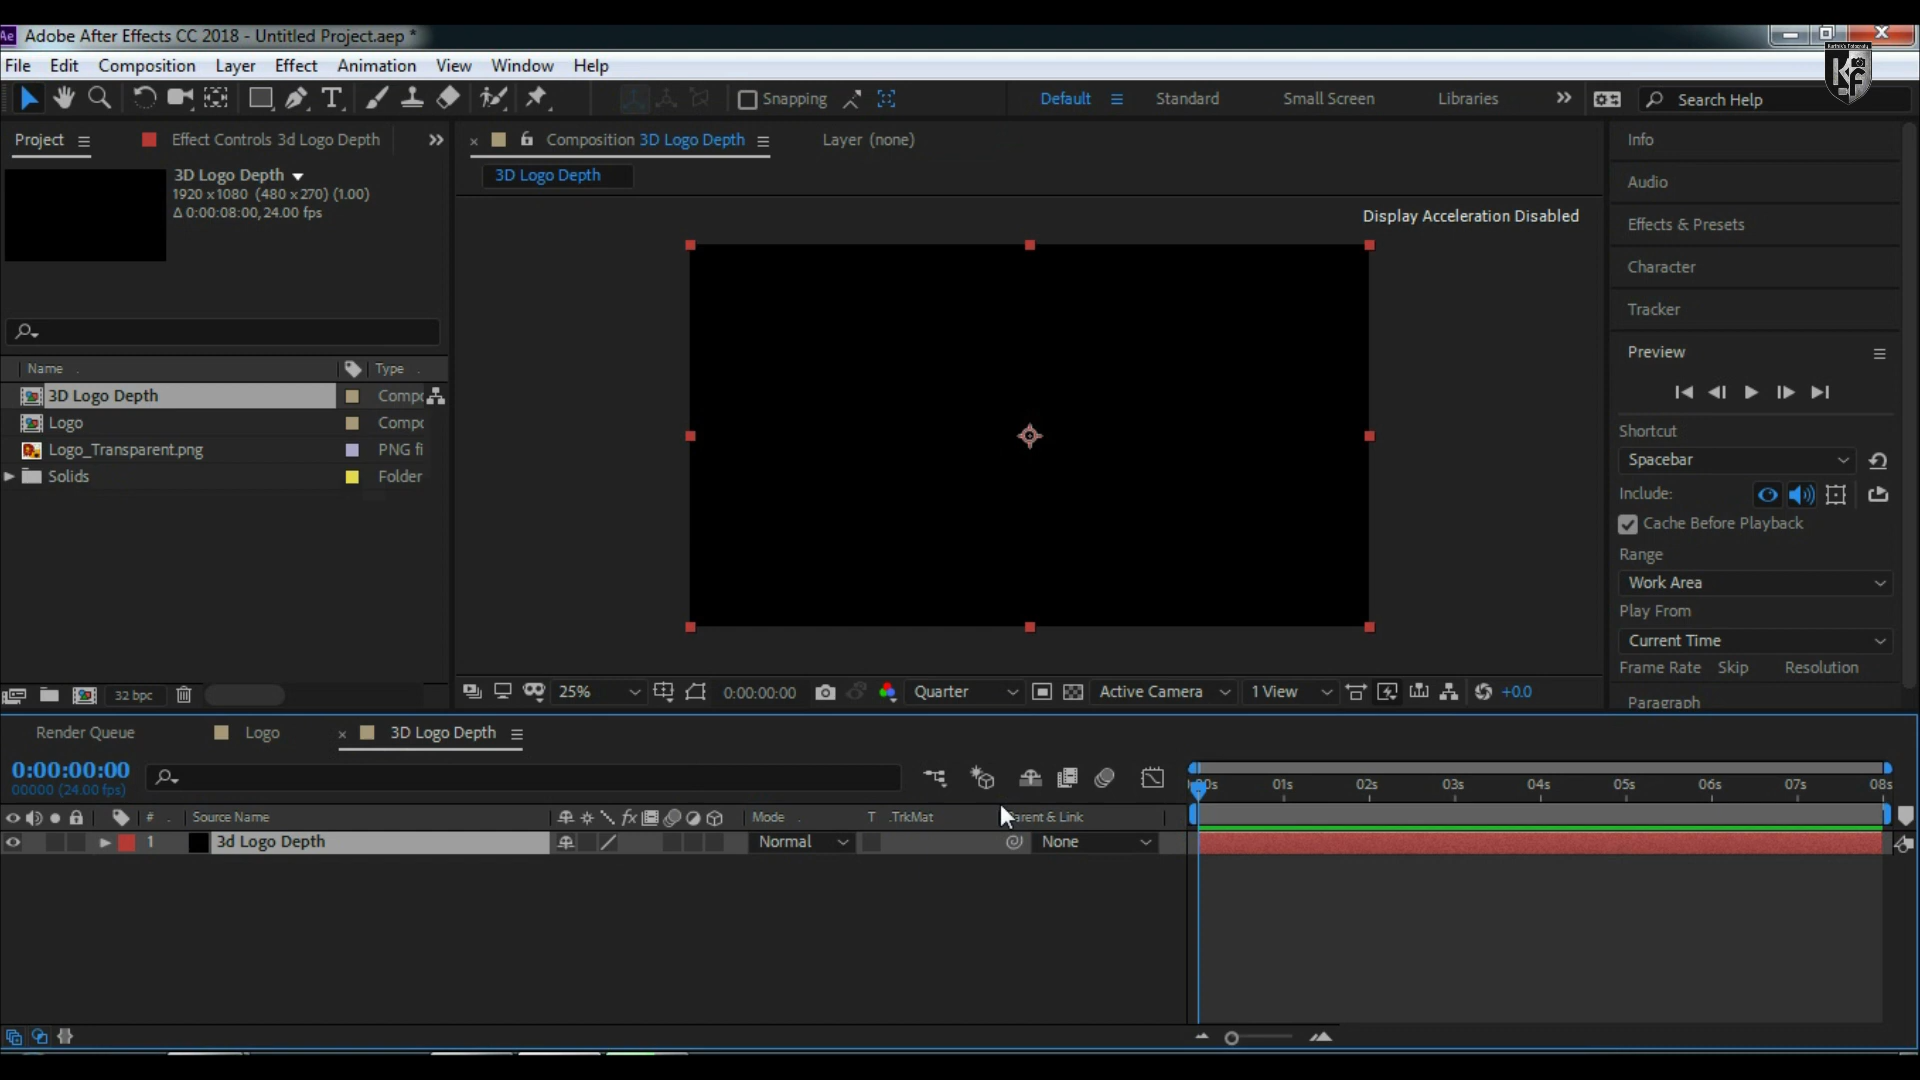 Ae Adobe After Effects CC 2018 - Untitled Project.aep *
File Edit Composition Layer Effect Animation View Window Help
T Snapping Default Standard Small Screen Libraries Search Help
Project Effect Controls 3d Logo Depth Composition 3D Logo Depth Layer (none) Info
3D Logo Depth 3D Logo Depth Audio
1920 x1080 (480 x 270) (1.00)
Δ 0:00:08:00, 24.00 fps
Display Acceleration Disabled
Effects & Presets
Character
Tracker
Preview
Name Type
3D Logo Depth Compo
Logo Compo
Logo_Transparent.png PNG fi
Solids Folder
Shortcut
Spacebar
Include:
Cache Before Playback
Range
Work Area
Play From
Current Time
Frame Rate Skip Resolution
Paragraph
32 bpc
25% 0:00:00:00 Quarter Active Camera 1 View +0.0
Render Queue Logo 3D Logo Depth
0:00:00:00
00000 (24.00 fps)
01s 02s 03s 04s 05s 06s 07s 08s
# Source Name fx Mode T .TrkMat Parent & Link
1 3d Logo Depth Normal None